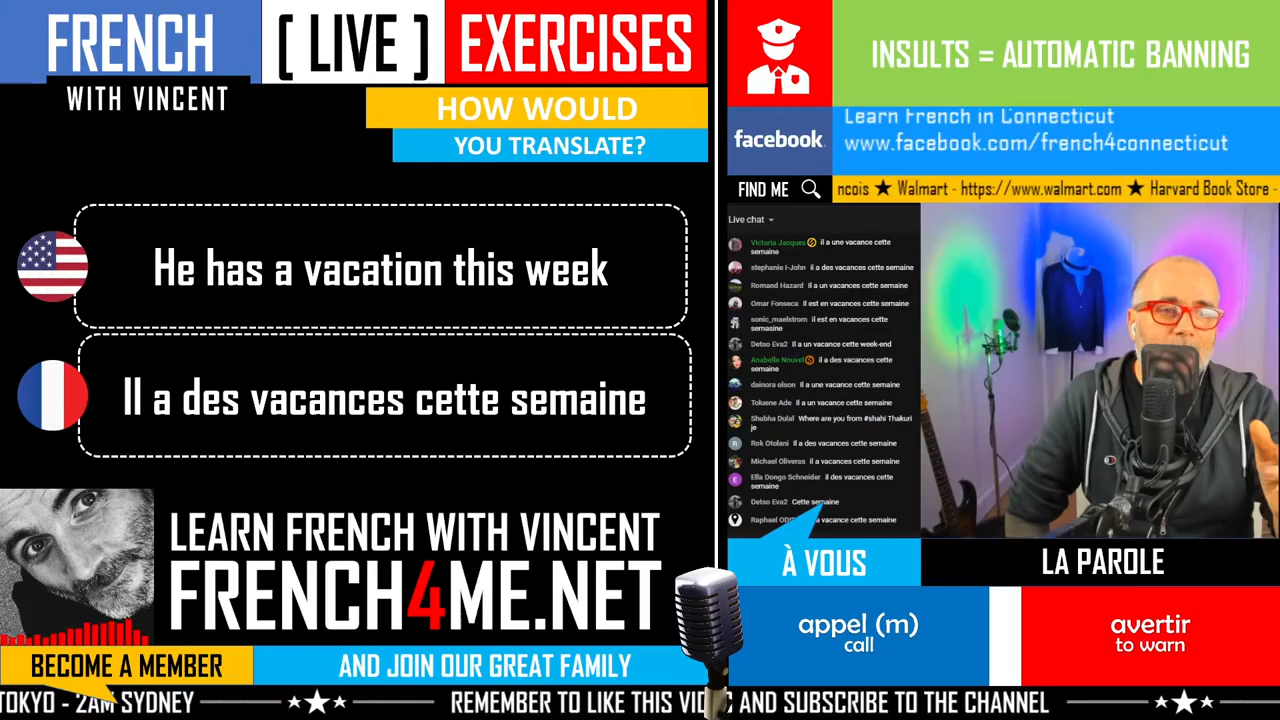 FRENCH
[ LIVE ]
EXERCISES
WITH VINCENT
HOW WOULD
YOU TRANSLATE?
He has a vacation this week
Il a des vacances cette semaine
LEARN FRENCH WITH VINCENT
FRENCH4ME.NET
BECOME A MEMBER
AND JOIN OUR GREAT FAMILY
TOKYO - 2AM SYDNEY
REMEMBER TO LIKE THIS AND SUBSCRIBE TO THE CHANNEL
INSULTS = AUTOMATIC BANNING
facebook.
Learn French in Connecticut
www.facebook.com/french4connecticut
FIND ME
ncois ★ Walmart - https://www.walmart.com ★ Harvard Book Store -
Live chat
Victoria Jacques il a une vacance cette
semaine
stephanie I-John il a des vacances cette semaine
Romand Hazard il a un vacances cette semaine
Omar Fonseca il est en vacances cette semaine
sonic_maelstrom il est en vacances cette
semasine
Detso Eva2 Il a un vacance cette week-end
Anabelle Nouvel il a des vacances cette
semaine
dainora olson Il a une vacances cette semaine
Toluene Ade Il a un vacances cette semaine
Shubha Dulal Where are you from #shahi Thakuri
je
Rok Otolani Il a des vacances cette semaine
Michael Oliveras il a vacances cette semaine
Ella Dongo Schneider il des vacances cette
semaine
Detso Eva2 Cette semaine
Raphael a vacance cette semaine
À VOUS
LA PAROLE
appel (m)
call
avertir
to warn